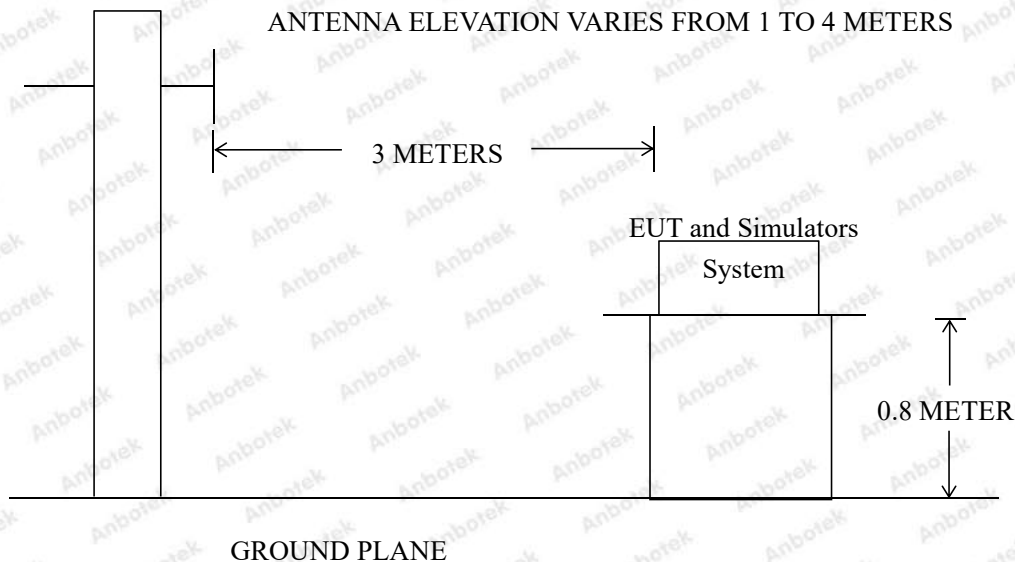 ANTENNA ELEVATION VARIES FROM 1 TO 4 METERS
3 METERS
EUT and Simulators
System
0.8 METER
GROUND PLANE
Anbotek